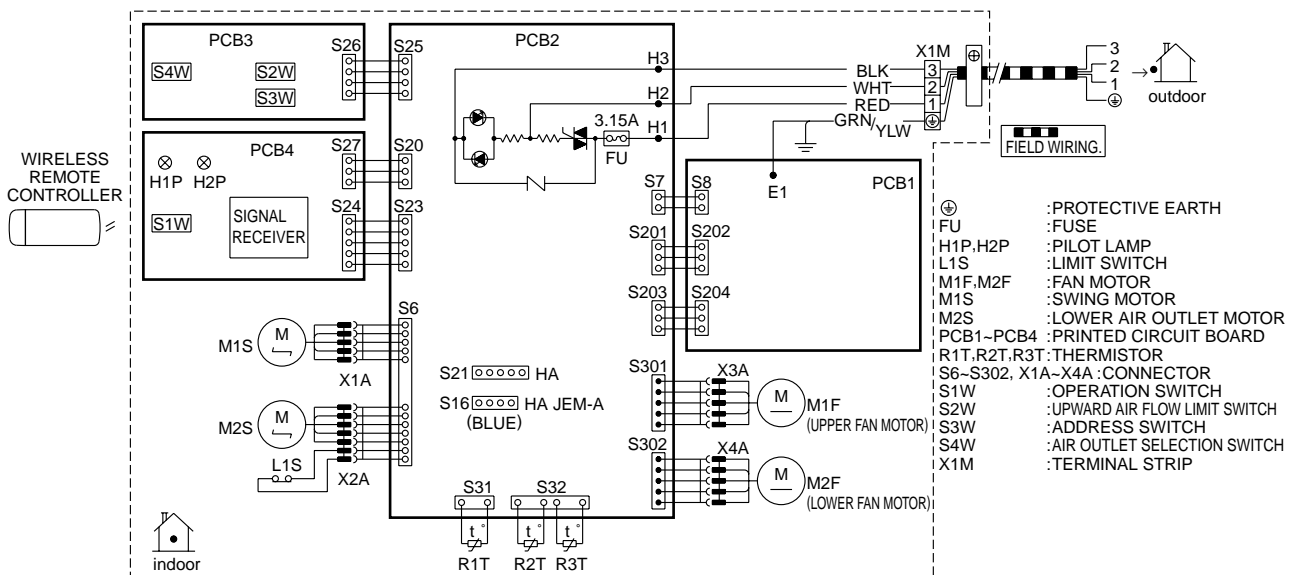 PCB3
S26
S25
PCB2
S4W
S2W
S3W
H3
H2
H1
3.15A
FU
BLK
WHT
RED
GRN/YLW
X1M
3
2
1
3
2
1
outdoor
FIELD WIRING.
WIRELESS
REMOTE
CONTROLLER
PCB4
H1P H2P
S1W
SIGNAL
RECEIVER
S27
S20
S24
S23
S7 S8
S201 S202
S203 S204
E1
PCB1
S6
M
M1S
X1A
M
M2S
L1S
X2A
S21 HA
S16 HA JEM-A
(BLUE)
S301
X3A
M
M1F
(UPPER FAN MOTOR)
S302
X4A
M
M2F
(LOWER FAN MOTOR)
S31
S32
t°
t°
t°
R1T
R2T
R3T
indoor
:PROTECTIVE EARTH
FU :FUSE
H1P,H2P :PILOT LAMP
L1S :LIMIT SWITCH
M1F,M2F :FAN MOTOR
M1S :SWING MOTOR
M2S :LOWER AIR OUTLET MOTOR
PCB1~PCB4 :PRINTED CIRCUIT BOARD
R1T,R2T,R3T:THERMISTOR
S6~S302, X1A~X4A :CONNECTOR
S1W :OPERATION SWITCH
S2W :UPWARD AIR FLOW LIMIT SWITCH
S3W :ADDRESS SWITCH
S4W :AIR OUTLET SELECTION SWITCH
X1M :TERMINAL STRIP